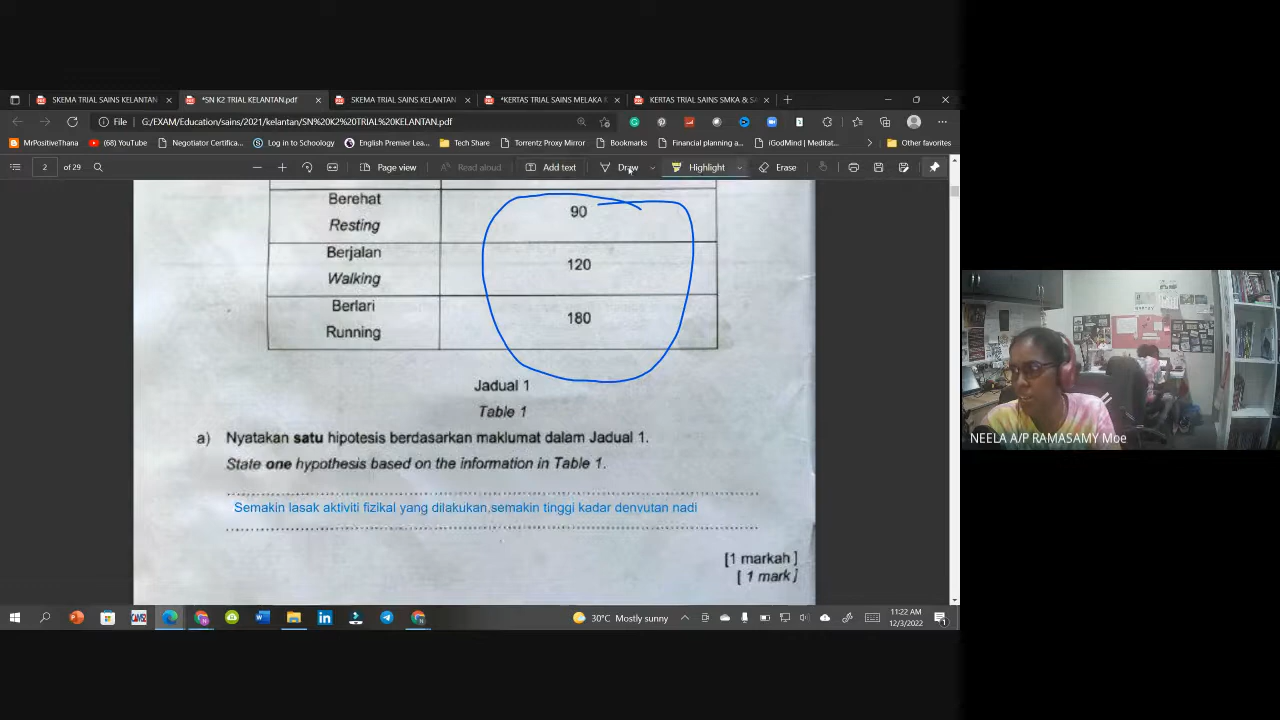 SKEMA TRIAL SAINS KELANTAN
*SN K2 TRIAL KELANTAN.pdf
SKEMA TRIAL SAINS KELANTAN
*KERTAS TRIAL SAINS MELAKA K
KERTAS TRIAL SAINS SMKA & SA
File
G:/EXAM/Education/sains/2021/kelantan/SN%20K2%20TRIAL%20KELANTAN.pdf
MrPositiveThana
(68) YouTube
Negotiator Certifica...
Log in to Schoology
English Premier Lea...
Tech Share
Torrentz Proxy Mirror
Bookmarks
Financial planning a...
iGodMind | Meditat...
Other favorites
2 of 29
Page view
Read aloud
Add text
Draw
Highlight
Erase
Berehat 90
Resting
Berjalan 120
Walking
Berlari 180
Running
Jadual 1
Table 1
a) Nyatakan satu hipotesis berdasarkan maklumat dalam Jadual 1.
State one hypothesis based on the information in Table 1.
Semakin lasak aktiviti fizikal yang dilakukan,semakin tinggi kadar denyutan nadi
[1 markah]
[ 1 mark]
NEELA A/P RAMASAMY Moe
30°C Mostly sunny
11:22 AM
12/3/2022